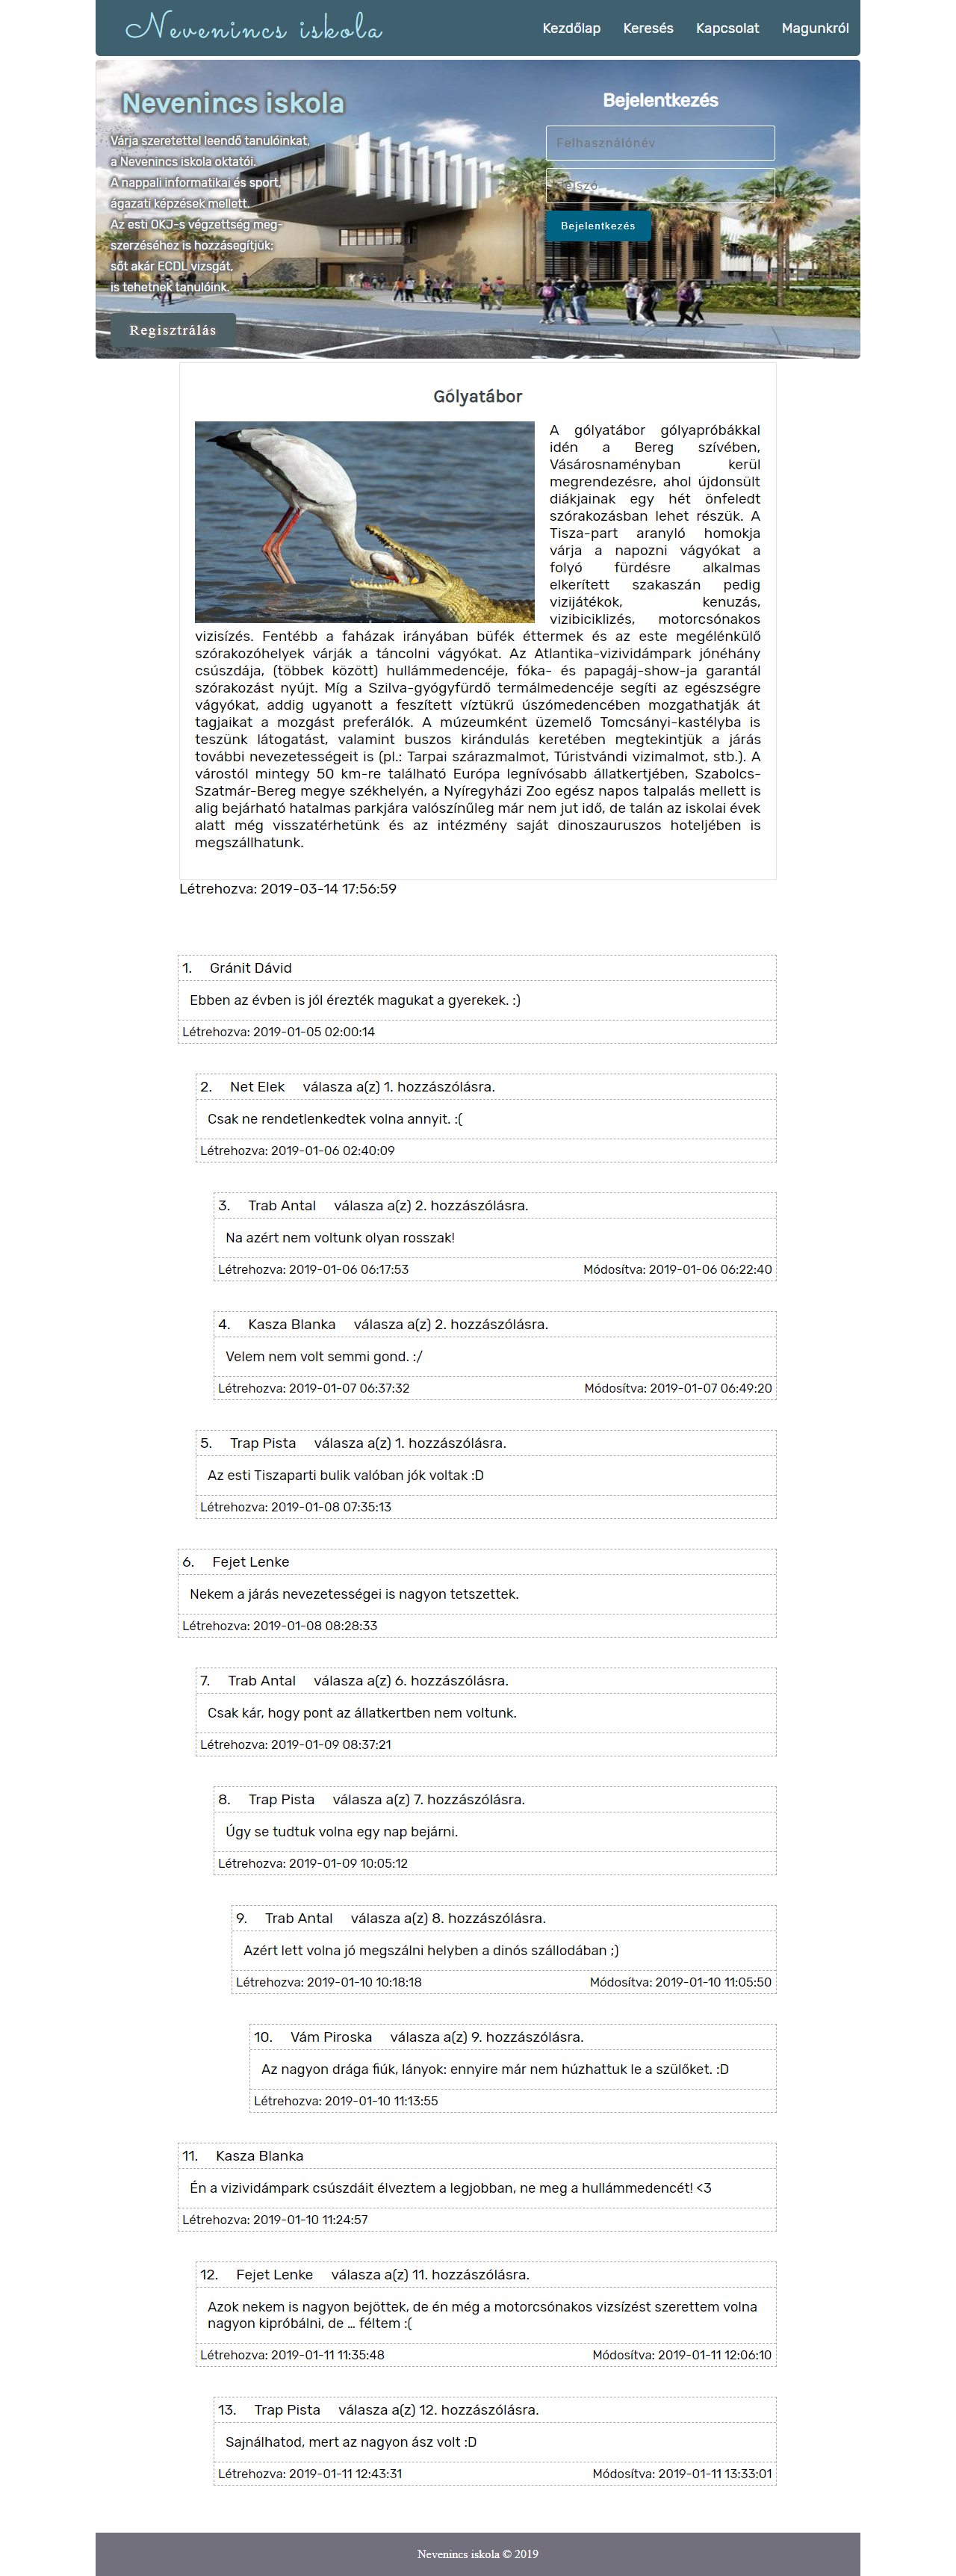 Nevenincs iskola
Kezdőlap Keresés Kapcsolat Magunkról
Nevenincs iskola
Várja szeretettel leendő tanulóinkat,
a Nevenincs iskola oktatói.
A nappali informatikai és sport,
ágazati képzések mellett.
Az esti OKJ-s végzettség meg-
szerzéséhez is hozzásegítjük;
sőt akár ECDL vizsgát,
is tehetnek tanulóink.
Regisztrálás
Bejelentkezés
Felhasználónév
Jelszó
Bejelentkezés
Gólyatábor
A gólyatábor gólyapróbákkal
idén a Bereg szívében,
Vásárosnaményban kerül
megrendezésre, ahol újdonsült
diákjainak egy hét önfeledt
szórakozásban lehet részük. A
Tisza-part aranyló homokja
várja a napozni vágyókat a
folyó fürdésre alkalmas
elkerített szakaszán pedig
vizijátékok, kenuzás,
vizibiciklizés, motorcsónakos
vizisízés. Fentébb a faházak irányában büfék éttermek és az este megélénkülő
szórakozóhelyek várják a táncolni vágyókat. Az Atlantika-vizividámpark jónéhány
csúszdája, (többek között) hullámmedencéje, fóka- és papagáj-show-ja garantál
szórakozást nyújt. Míg a Szilva-gyógyfürdő termálmedencéje segíti az egészségre
vágyókat, addig ugyanott a feszített víztükrű úszómedencében mozgathatják át
tagjaikat a mozgást preferálók. A múzeumként üzemelő Tomcsányi-kastélyba is
teszünk látogatást, valamint buszos kirándulás keretében megtekintjük a járás
további nevezetességeit is (pl.: Tarpai szárazmalmot, Túristvándi vizimalmot, stb.). A
várostól mintegy 50 km-re található Európa legnívósabb állatkertjében, Szabolcs-
Szatmár-Bereg megye székhelyén, a Nyíregyházi Zoo egész napos talpalás mellett is
alig bejárható hatalmas parkjára valószínűleg már nem jut idő, de talán az iskolai évek
alatt még visszatérhetünk és az intézmény saját dinoszauruszos hoteljében is
megszállhatunk.
Létrehozva: 2019-03-14 17:56:59
1. Gránit Dávid
Ebben az évben is jól érezték magukat a gyerekek. :)
Létrehozva: 2019-01-05 02:00:14
2. Net Elek válasza a(z) 1. hozzászólásra.
Csak ne rendetlenkedtek volna annyit. :(
Létrehozva: 2019-01-06 02:40:09
3. Trab Antal válasza a(z) 2. hozzászólásra.
Na azért nem voltunk olyan rosszak!
Létrehozva: 2019-01-06 06:17:53 Módosítva: 2019-01-06 06:22:40
4. Kasza Blanka válasza a(z) 2. hozzászólásra.
Velem nem volt semmi gond. :/
Létrehozva: 2019-01-07 06:37:32 Módosítva: 2019-01-07 06:49:20
5. Trap Pista válasza a(z) 1. hozzászólásra.
Az esti Tiszaparti bulik valóban jók voltak :D
Létrehozva: 2019-01-08 07:35:13
6. Fejet Lenke
Nekem a járás nevezetességei is nagyon tetszettek.
Létrehozva: 2019-01-08 08:28:33
7. Trab Antal válasza a(z) 6. hozzászólásra.
Csak kár, hogy pont az állatkertben nem voltunk.
Létrehozva: 2019-01-09 08:37:21
8. Trap Pista válasza a(z) 7. hozzászólásra.
Úgy se tudtuk volna egy nap bejárni.
Létrehozva: 2019-01-09 10:05:12
9. Trab Antal válasza a(z) 8. hozzászólásra.
Azért lett volna jó megszálni helyben a dinós szállodában ;)
Létrehozva: 2019-01-10 10:18:18 Módosítva: 2019-01-10 11:05:50
10. Vám Piroska válasza a(z) 9. hozzászólásra.
Az nagyon drága fiúk, lányok: ennyire már nem húzhattuk le a szülőket. :D
Létrehozva: 2019-01-10 11:13:55
11. Kasza Blanka
Én a vizividámpark csúszdáit élveztem a legjobban, ne meg a hullámmedencét! <3
Létrehozva: 2019-01-10 11:24:57
12. Fejet Lenke válasza a(z) 11. hozzászólásra.
Azok nekem is nagyon bejöttek, de én még a motorcsónakos vizsízést szerettem volna
nagyon kipróbálni, de ... féltem :(
Létrehozva: 2019-01-11 11:35:48 Módosítva: 2019-01-11 12:06:10
13. Trap Pista válasza a(z) 12. hozzászólásra.
Sajnálhatod, mert az nagyon ász volt :D
Létrehozva: 2019-01-11 12:43:31 Módosítva: 2019-01-11 13:33:01
Nevenincs iskola © 2019